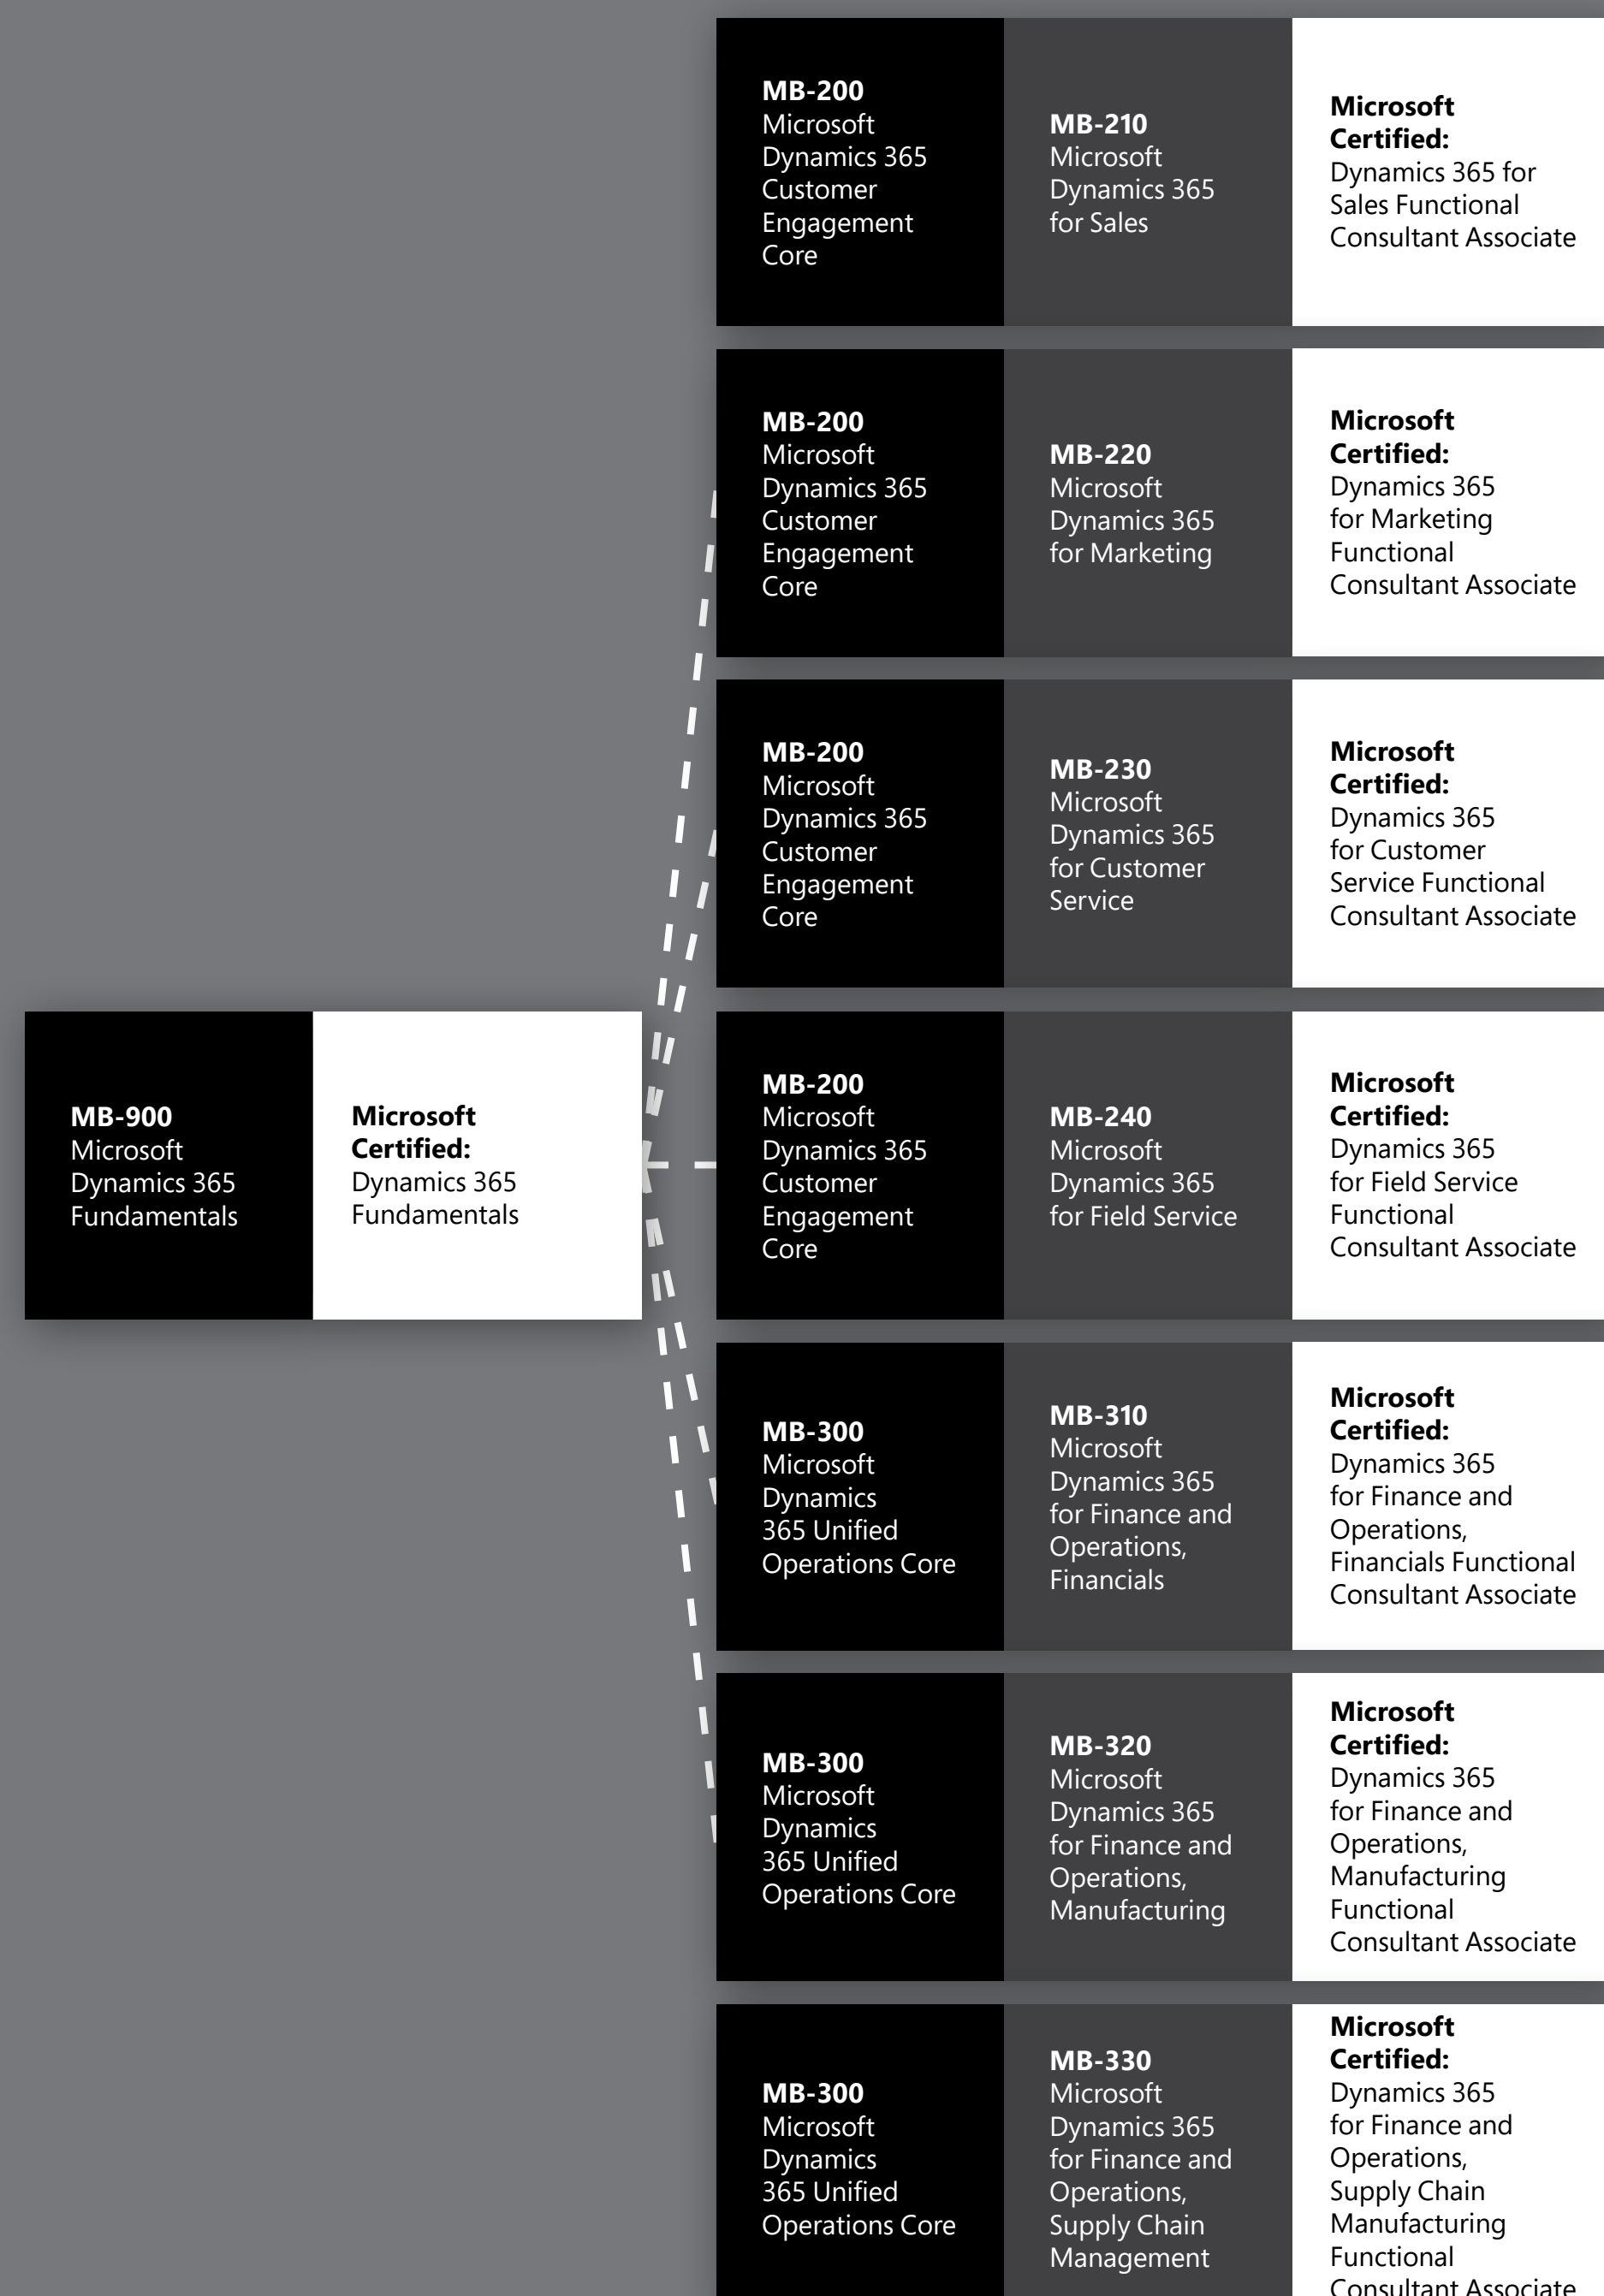 MB-200
Microsoft
Dynamics 365
Customer
Engagement
Core
MB-210
Microsoft
Dynamics 365
for Sales
Microsoft
Certified:
Dynamics 365 for
Sales Functional
Consultant Associate
MB-200
Microsoft
Dynamics 365
Customer
Engagement
Core
MB-220
Microsoft
Dynamics 365
for Marketing
Microsoft
Certified:
Dynamics 365
for Marketing
Functional
Consultant Associate
MB-200
Microsoft
Dynamics 365
Customer
Engagement
Core
MB-230
Microsoft
Dynamics 365
for Customer
Service
Microsoft
Certified:
Dynamics 365
for Customer
Service Functional
Consultant Associate
MB-900
Microsoft
Dynamics 365
Fundamentals
Microsoft
Certified:
Dynamics 365
Fundamentals
MB-200
Microsoft
Dynamics 365
Customer
Engagement
Core
MB-240
Microsoft
Dynamics 365
for Field Service
Microsoft
Certified:
Dynamics 365
for Field Service
Functional
Consultant Associate
MB-300
Microsoft
Dynamics
365 Unified
Operations Core
MB-310
Microsoft
Dynamics 365
for Finance and
Operations,
Financials
Microsoft
Certified:
Dynamics 365
for Finance and
Operations,
Financials Functional
Consultant Associate
MB-300
Microsoft
Dynamics
365 Unified
Operations Core
MB-320
Microsoft
Dynamics 365
for Finance and
Operations,
Manufacturing
Microsoft
Certified:
Dynamics 365
for Finance and
Operations,
Manufacturing
Functional
Consultant Associate
MB-300
Microsoft
Dynamics
365 Unified
Operations Core
MB-330
Microsoft
Dynamics 365
for Finance and
Operations,
Supply Chain
Management
Microsoft
Certified:
Dynamics 365
for Finance and
Operations,
Supply Chain
Manufacturing
Functional
Consultant Associate